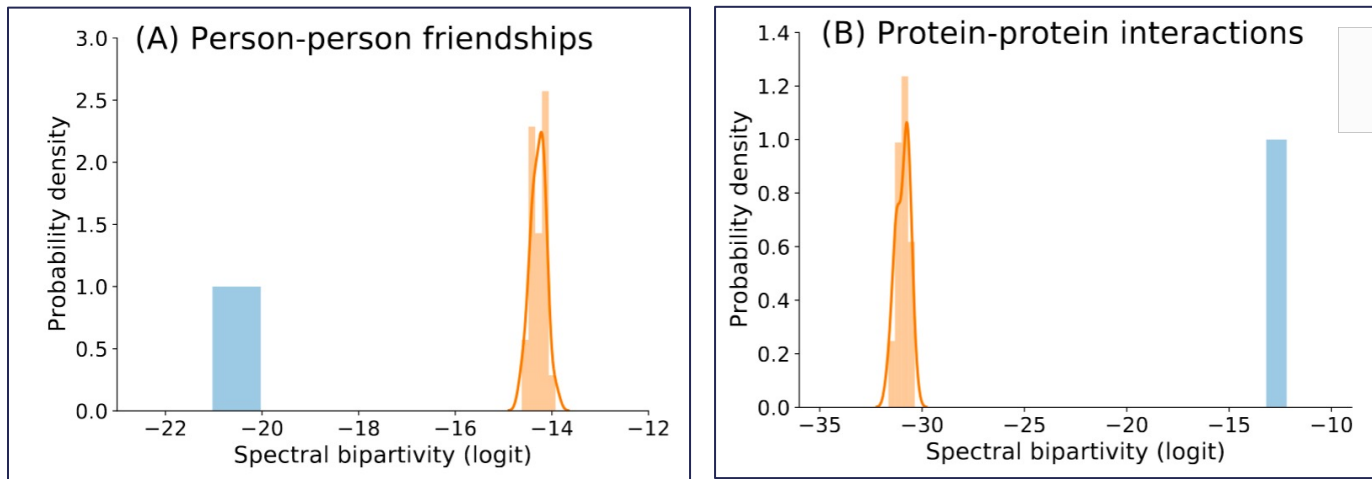 (A) Person-person friendships
3.0
2.5
2.0
1.5
1.0
0.5
0.0
Probability density
−22 −20 −18 −16 −14 −12
Spectral bipartivity (logit)
(B) Protein-protein interactions
1.4
1.2
1.0
0.8
0.6
0.4
0.2
0.0
Probability density
−35 −30 −25 −20 −15 −10
Spectral bipartivity (logit)